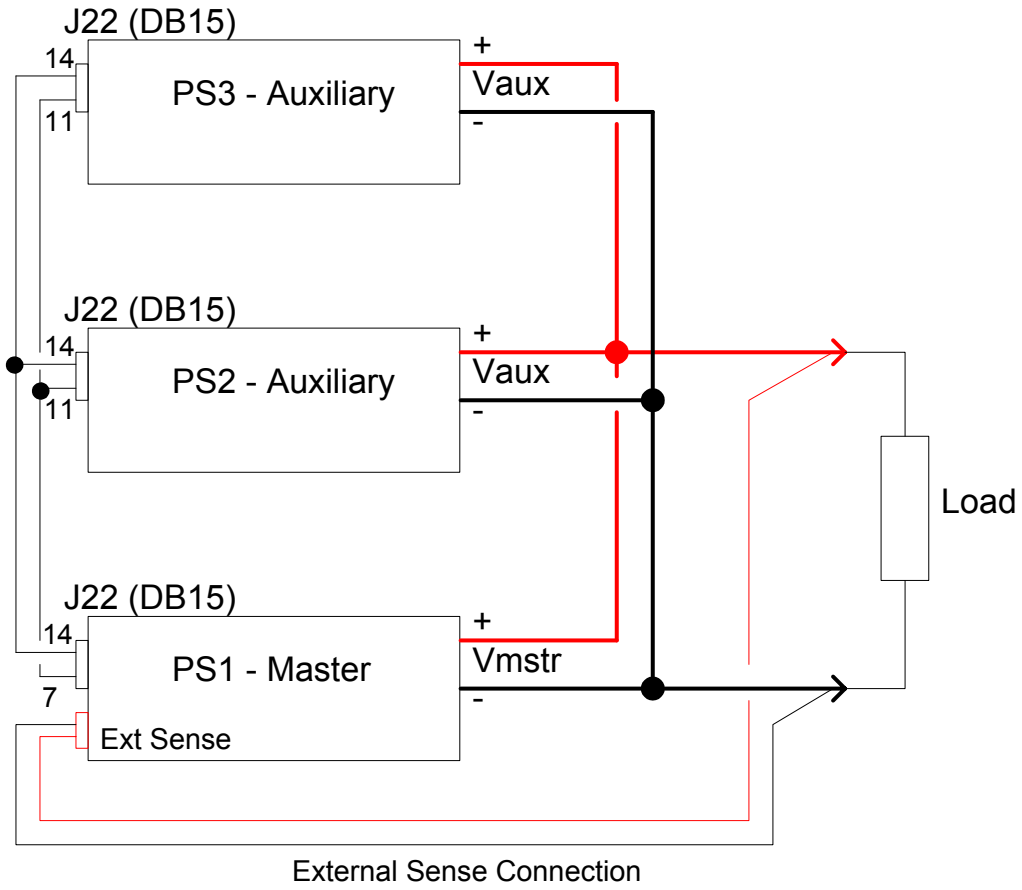 J22 (DB15)
14
11
PS3 - Auxiliary
+
Vaux
-
J22 (DB15)
14
11
PS2 - Auxiliary
+
Vaux
-
Load
J22 (DB15)
14
7
PS1 - Master
Ext Sense
+
Vmstr
-
External Sense Connection